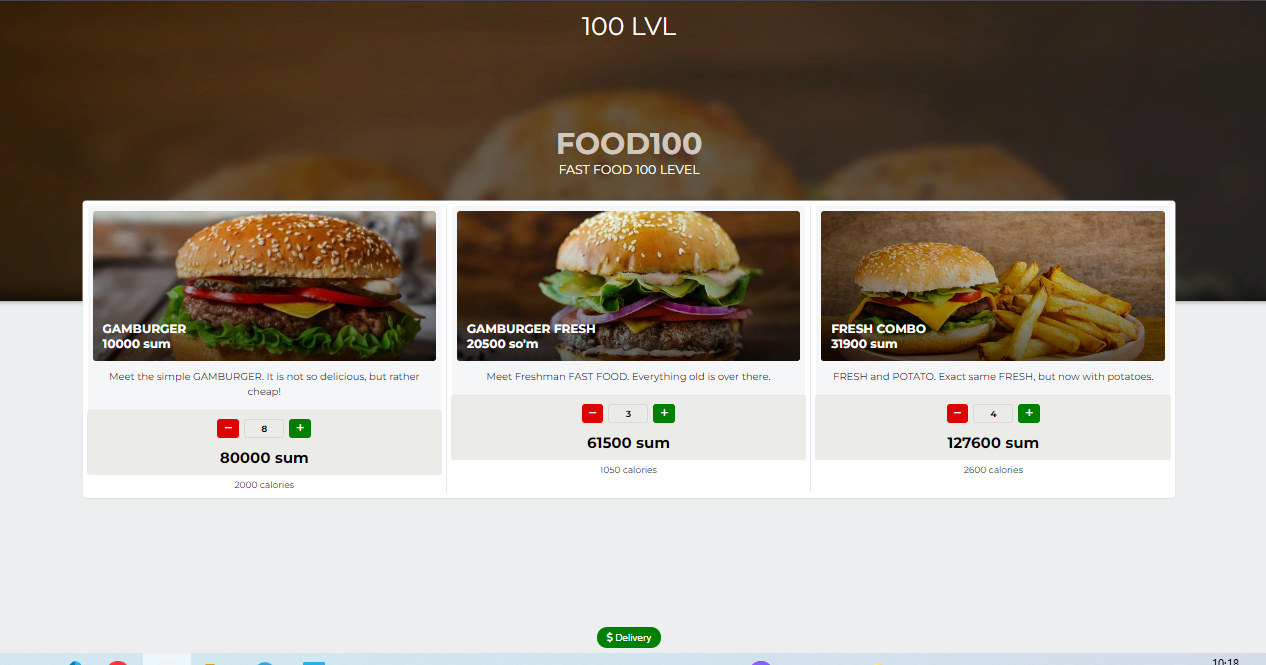 100 LVL
FOOD100
FAST FOOD 100 LEVEL
GAMBURGER
10000 sum
Meet the simple GAMBURGER. It is not so delicious, but rather
cheap!
− 8 +
80000 sum
2000 calories
GAMBURGER FRESH
20500 so'm
Meet Freshman FAST FOOD. Everything old is over there.
− 3 +
61500 sum
1050 calories
FRESH COMBO
31900 sum
FRESH and POTATO. Exact same FRESH, but now with potatoes.
− 4 +
127600 sum
2600 calories
$ Delivery
10:18